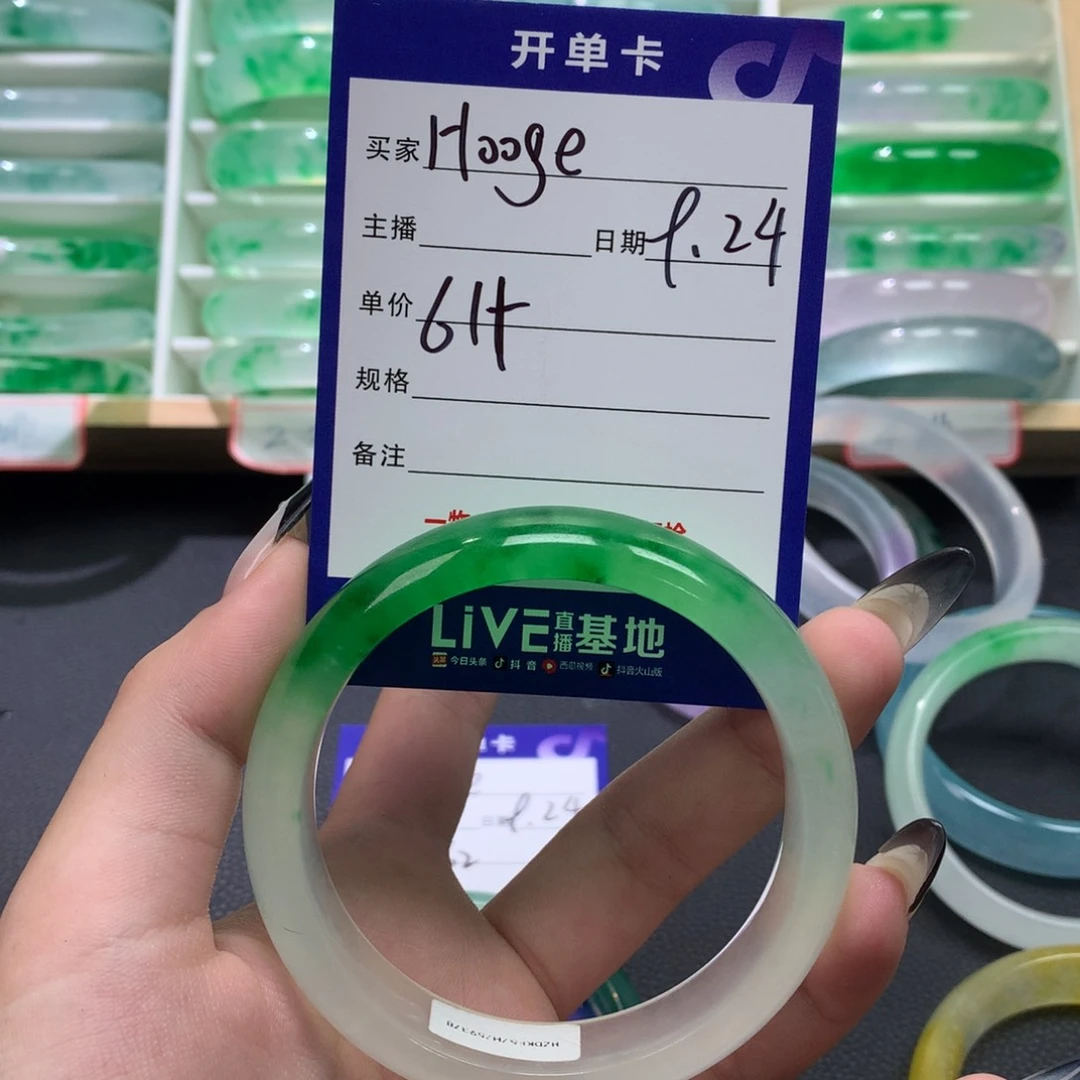 开单卡
买家 Hooge
主播 日期 9.24
单价
规格
备注
LiVE直播基地
今日头条 抖音 西瓜视频 抖音火山版